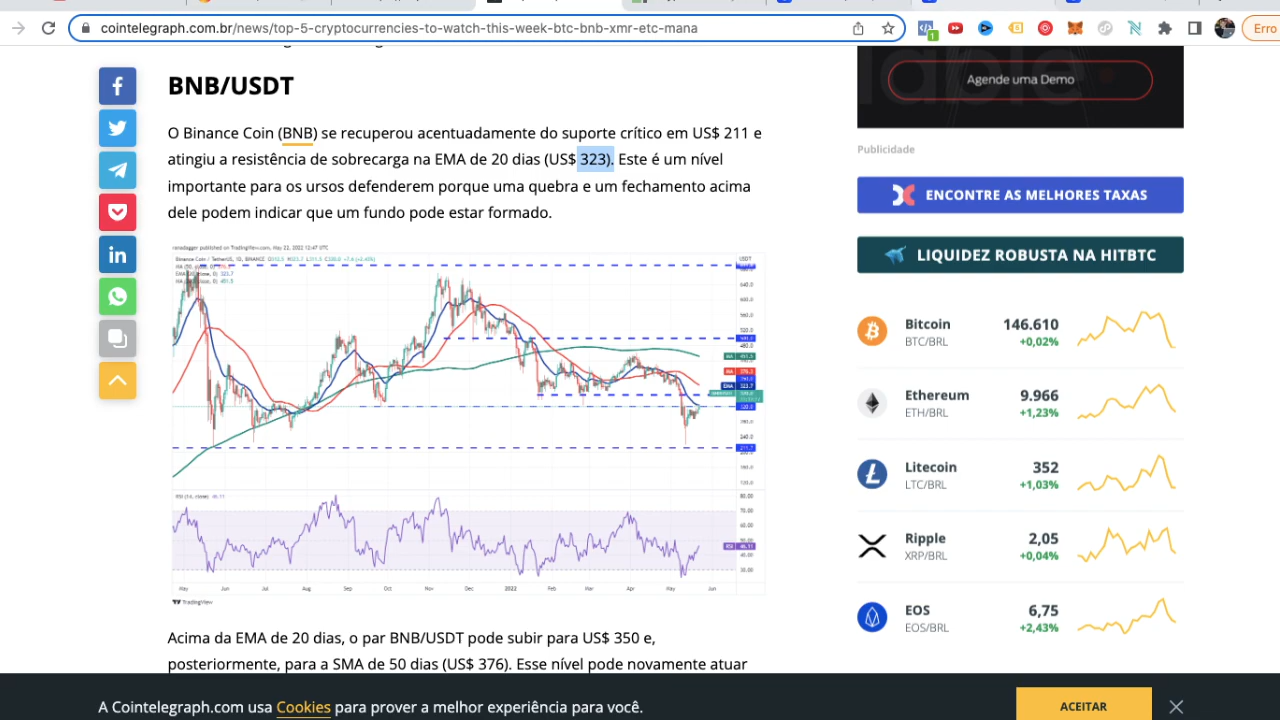 cointelegraph.com.br/news/top-5-cryptocurrencies-to-watch-this-week-btc-bnb-xmr-etc-mana
1
Erro
BNB/USDT
O Binance Coin (BNB) se recuperou acentuadamente do suporte crítico em US$ 211 e
atingiu a resistência de sobrecarga na EMA de 20 dias (US$ 323). Este é um nível
importante para os ursos defenderem porque uma quebra e um fechamento acima
dele podem indicar que um fundo pode estar formado.
May Jun Jul Aug Sep Oct Nov Dec 2022 Feb Mar Apr May Jun
TradingView
Acima da EMA de 20 dias, o par BNB/USDT pode subir para US$ 350 e,
posteriormente, para a SMA de 50 dias (US$ 376). Esse nível pode novamente atuar
Agende uma Demo
Publicidade
ENCONTRE AS MELHORES TAXAS
LIQUIDEZ ROBUSTA NA HITBTC
Bitcoin 146.610
BTC/BRL +0,02%
Ethereum 9.966
ETH/BRL +1,23%
Litecoin 352
LTC/BRL +1,03%
Ripple 2,05
XRP/BRL +0,04%
EOS 6,75
EOS/BRL +2,43%
A Cointelegraph.com usa Cookies para prover a melhor experiência para você.
ACEITAR